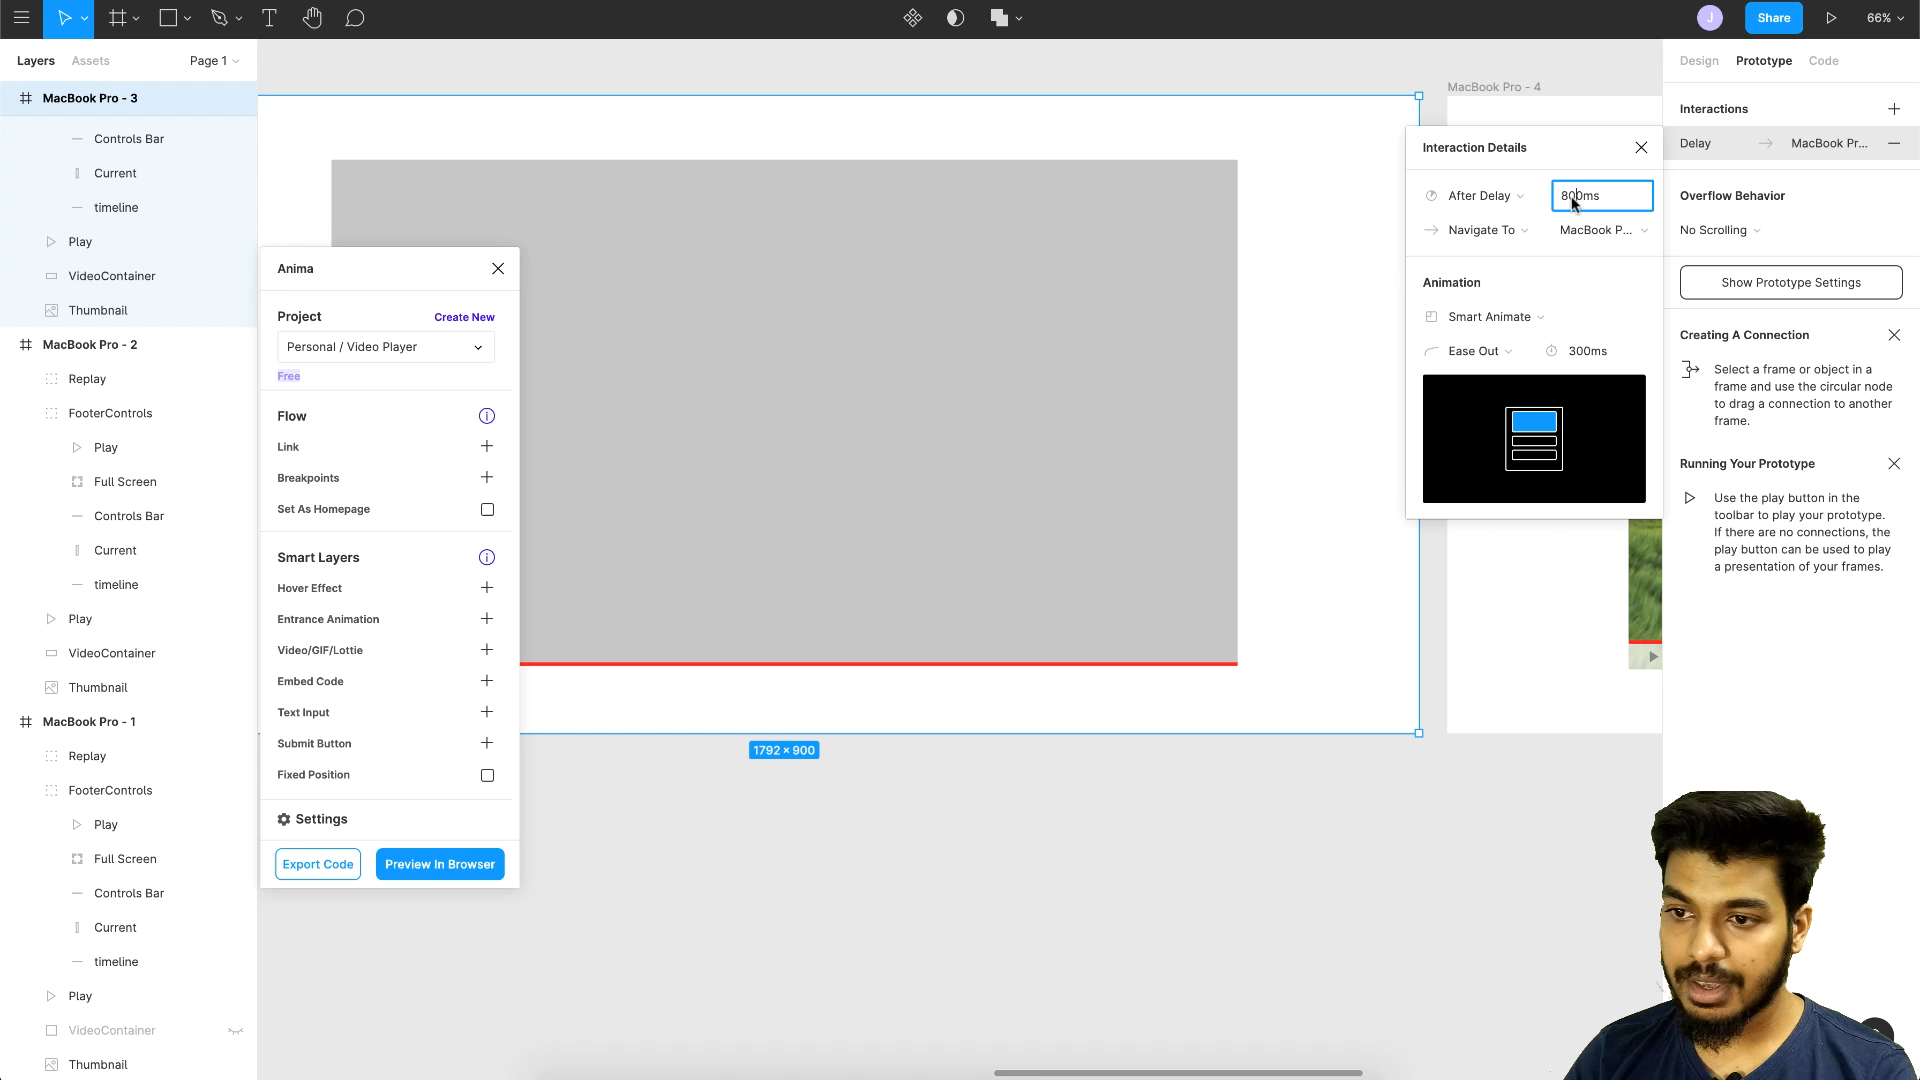 J
Share
66%
Layers
Assets
Page 1
MacBook Pro - 3
Controls Bar
Current
timeline
Play
VideoContainer
Thumbnail
MacBook Pro - 2
Replay
FooterControls
Play
Full Screen
Controls Bar
Current
timeline
Play
VideoContainer
Thumbnail
MacBook Pro - 1
Replay
FooterControls
Play
Full Screen
Controls Bar
Current
timeline
Play
VideoContainer
Thumbnail
Anima
Project
Create New
Personal / Video Player
Free
Flow
Link
Breakpoints
Set As Homepage
Smart Layers
Hover Effect
Entrance Animation
Video/GIF/Lottie
Embed Code
Text Input
Submit Button
Fixed Position
Settings
Export Code
Preview In Browser
1792 × 900
MacBook Pro - 4
Interaction Details
After Delay
800ms
Navigate To
MacBook P...
Animation
Smart Animate
Ease Out
300ms
Design
Prototype
Code
Interactions
Delay
MacBook Pr...
Overflow Behavior
No Scrolling
Show Prototype Settings
Creating A Connection
Select a frame or object in a
frame and use the circular node
to drag a connection to another
frame.
Running Your Prototype
Use the play button in the
toolbar to play your prototype.
If there are no connections, the
play button can be used to play
a presentation of your frames.